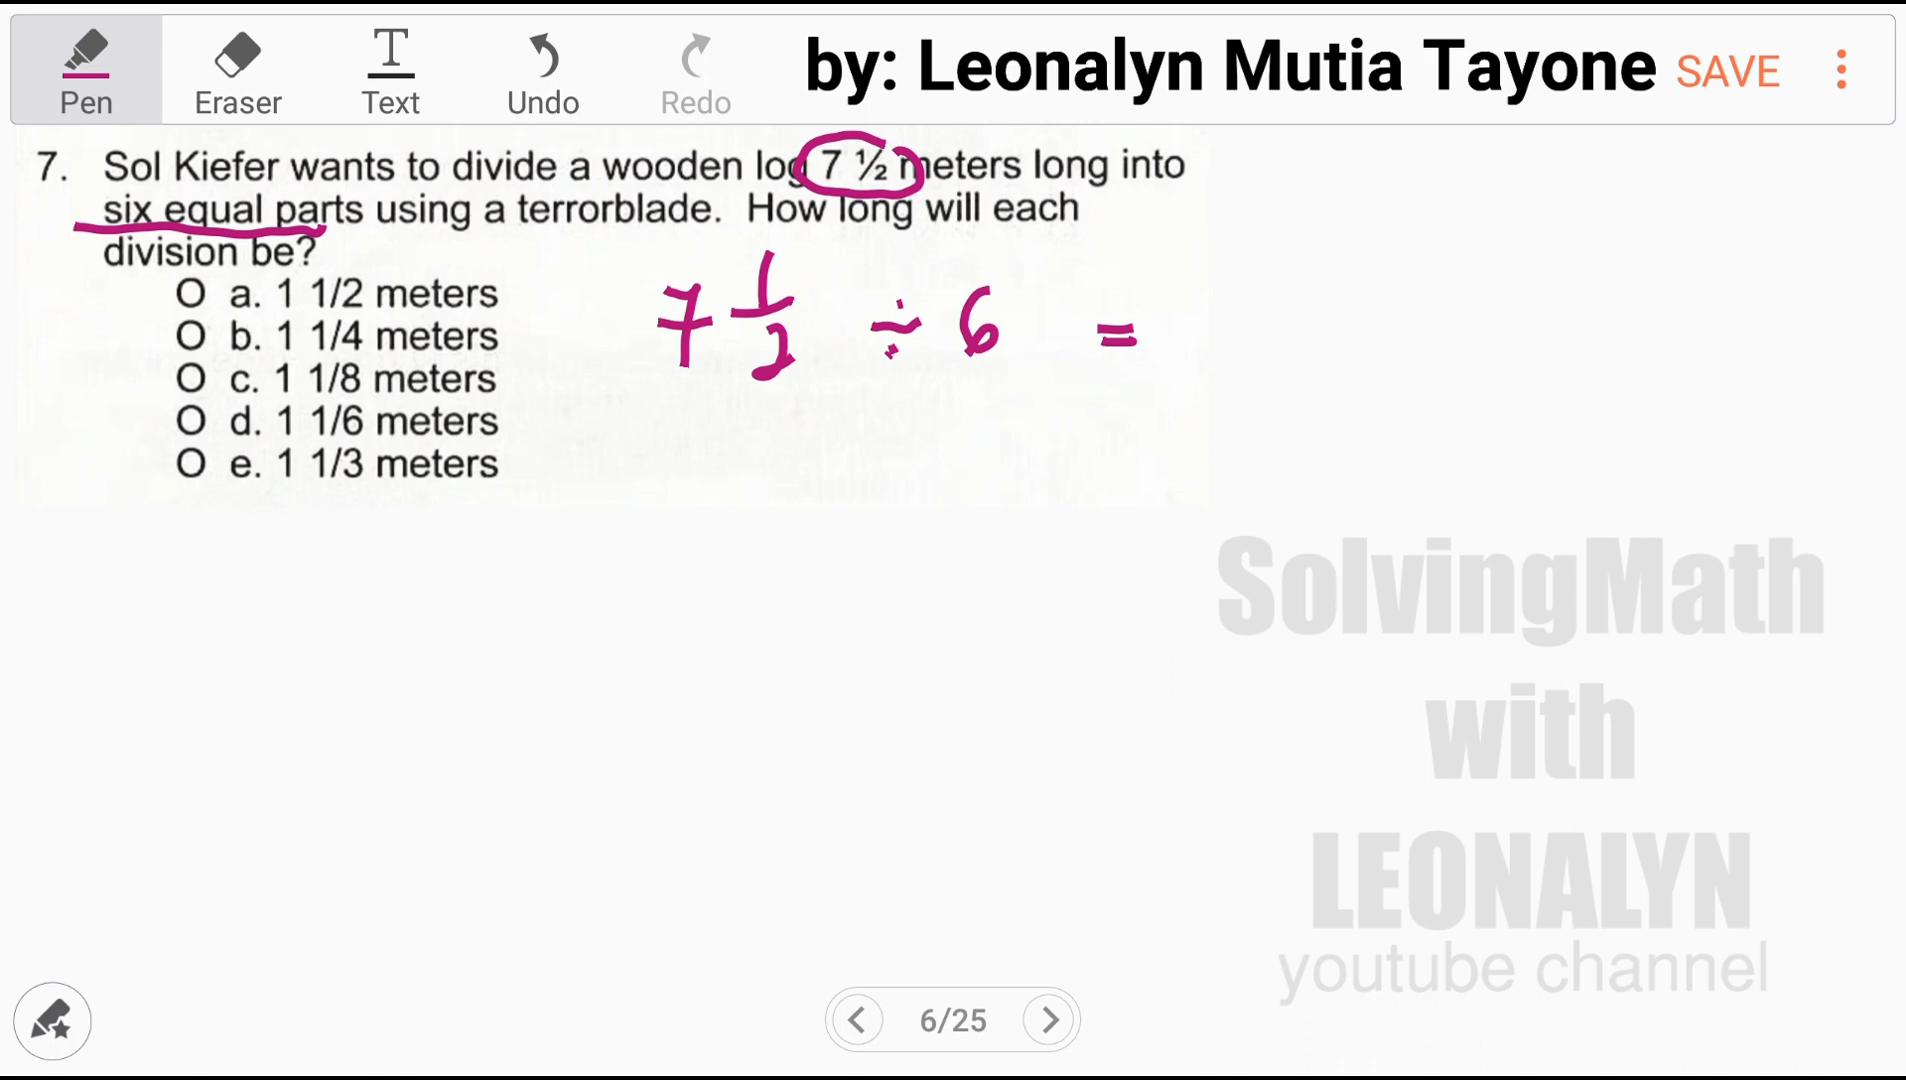 Pen
Eraser
Text
Undo
Redo
by: Leonalyn Mutia Tayone
SAVE
7. Sol Kiefer wants to divide a wooden log 7 ½ meters long into
six equal parts using a terrorblade. How long will each
division be?
O a. 1 1/2 meters
O b. 1 1/4 meters
O c. 1 1/8 meters
O d. 1 1/6 meters
O e. 1 1/3 meters
7 1/2 ÷ 6 =
SolvingMath
with
LEONALYN
youtube channel
6/25